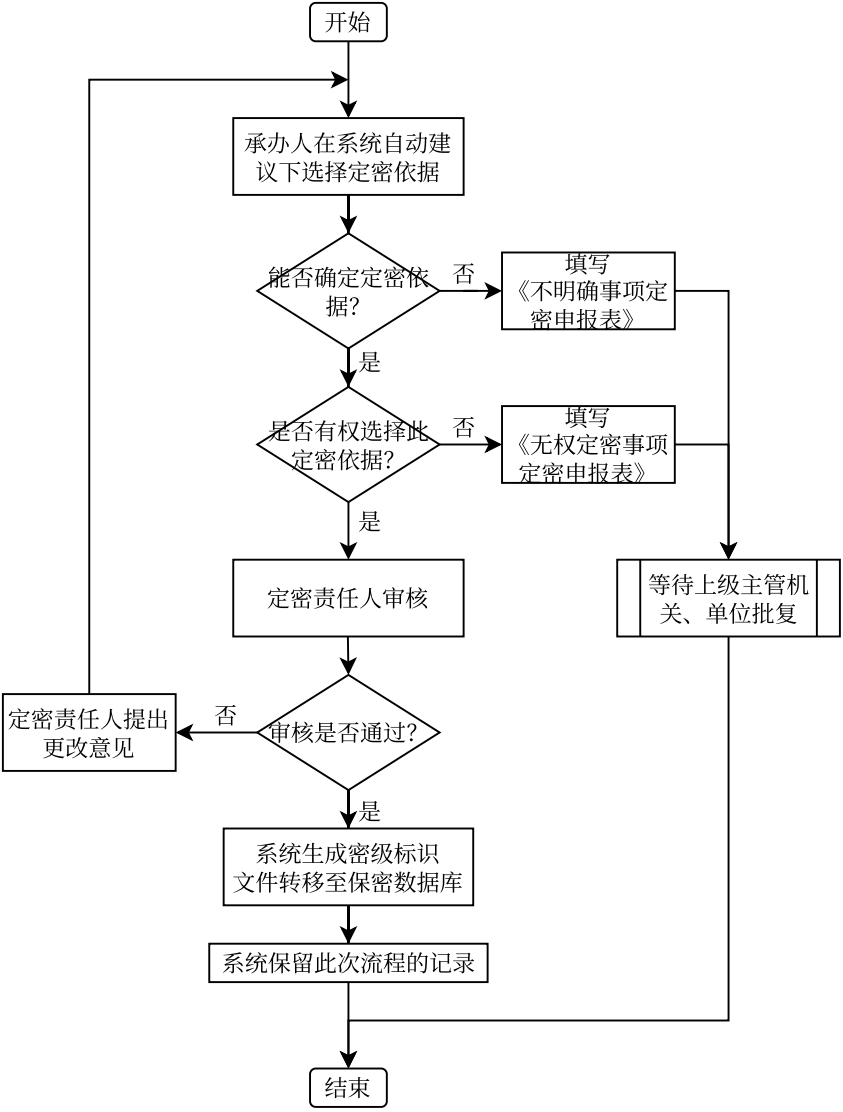 开始
承办人在系统自动建
议下选择定密依据
能否确定定密依
据？
否
填写
《不明确事项定
密申报表》
是
是否有权选择此
定密依据？
否
填写
《无权定密事项
定密申报表》
是
定密责任人审核
等待上级主管机
关、单位批复
审核是否通过？
否
定密责任人提出
更改意见
是
系统生成密级标识
文件转移至保密数据库
系统保留此次流程的记录
结束